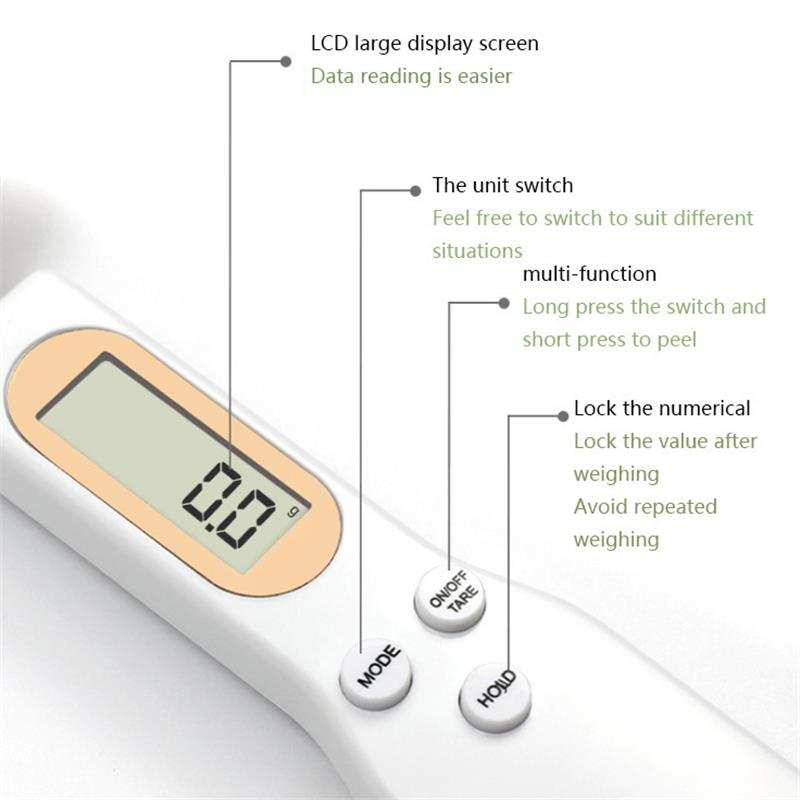 LCD large display screen
Data reading is easier
The unit switch
Feel free to switch to suit different
situations
multi-function
Long press the switch and
short press to peel
Lock the numerical
Lock the value after
weighing
Avoid repeated
weighing
0.0 g
ON/OFF
TARE
MODE
HOLD